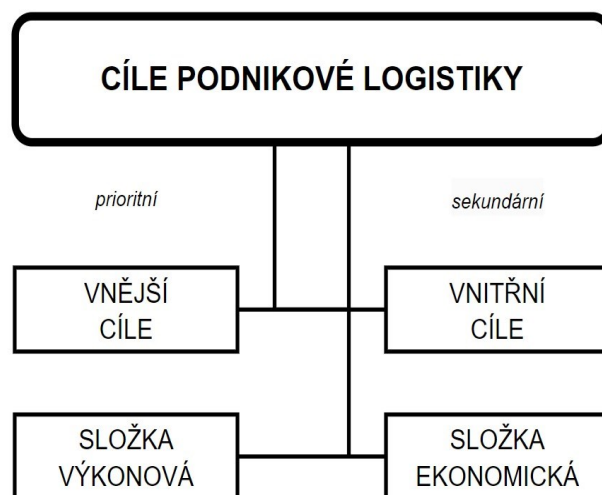 CÍLE PODNIKOVÉ LOGISTIKY
prioritní
sekundární
VNĚJŠÍ
CÍLE
VNITŘNÍ
CÍLE
SLOŽKA
VÝKONOVÁ
SLOŽKA
EKONOMICKÁ